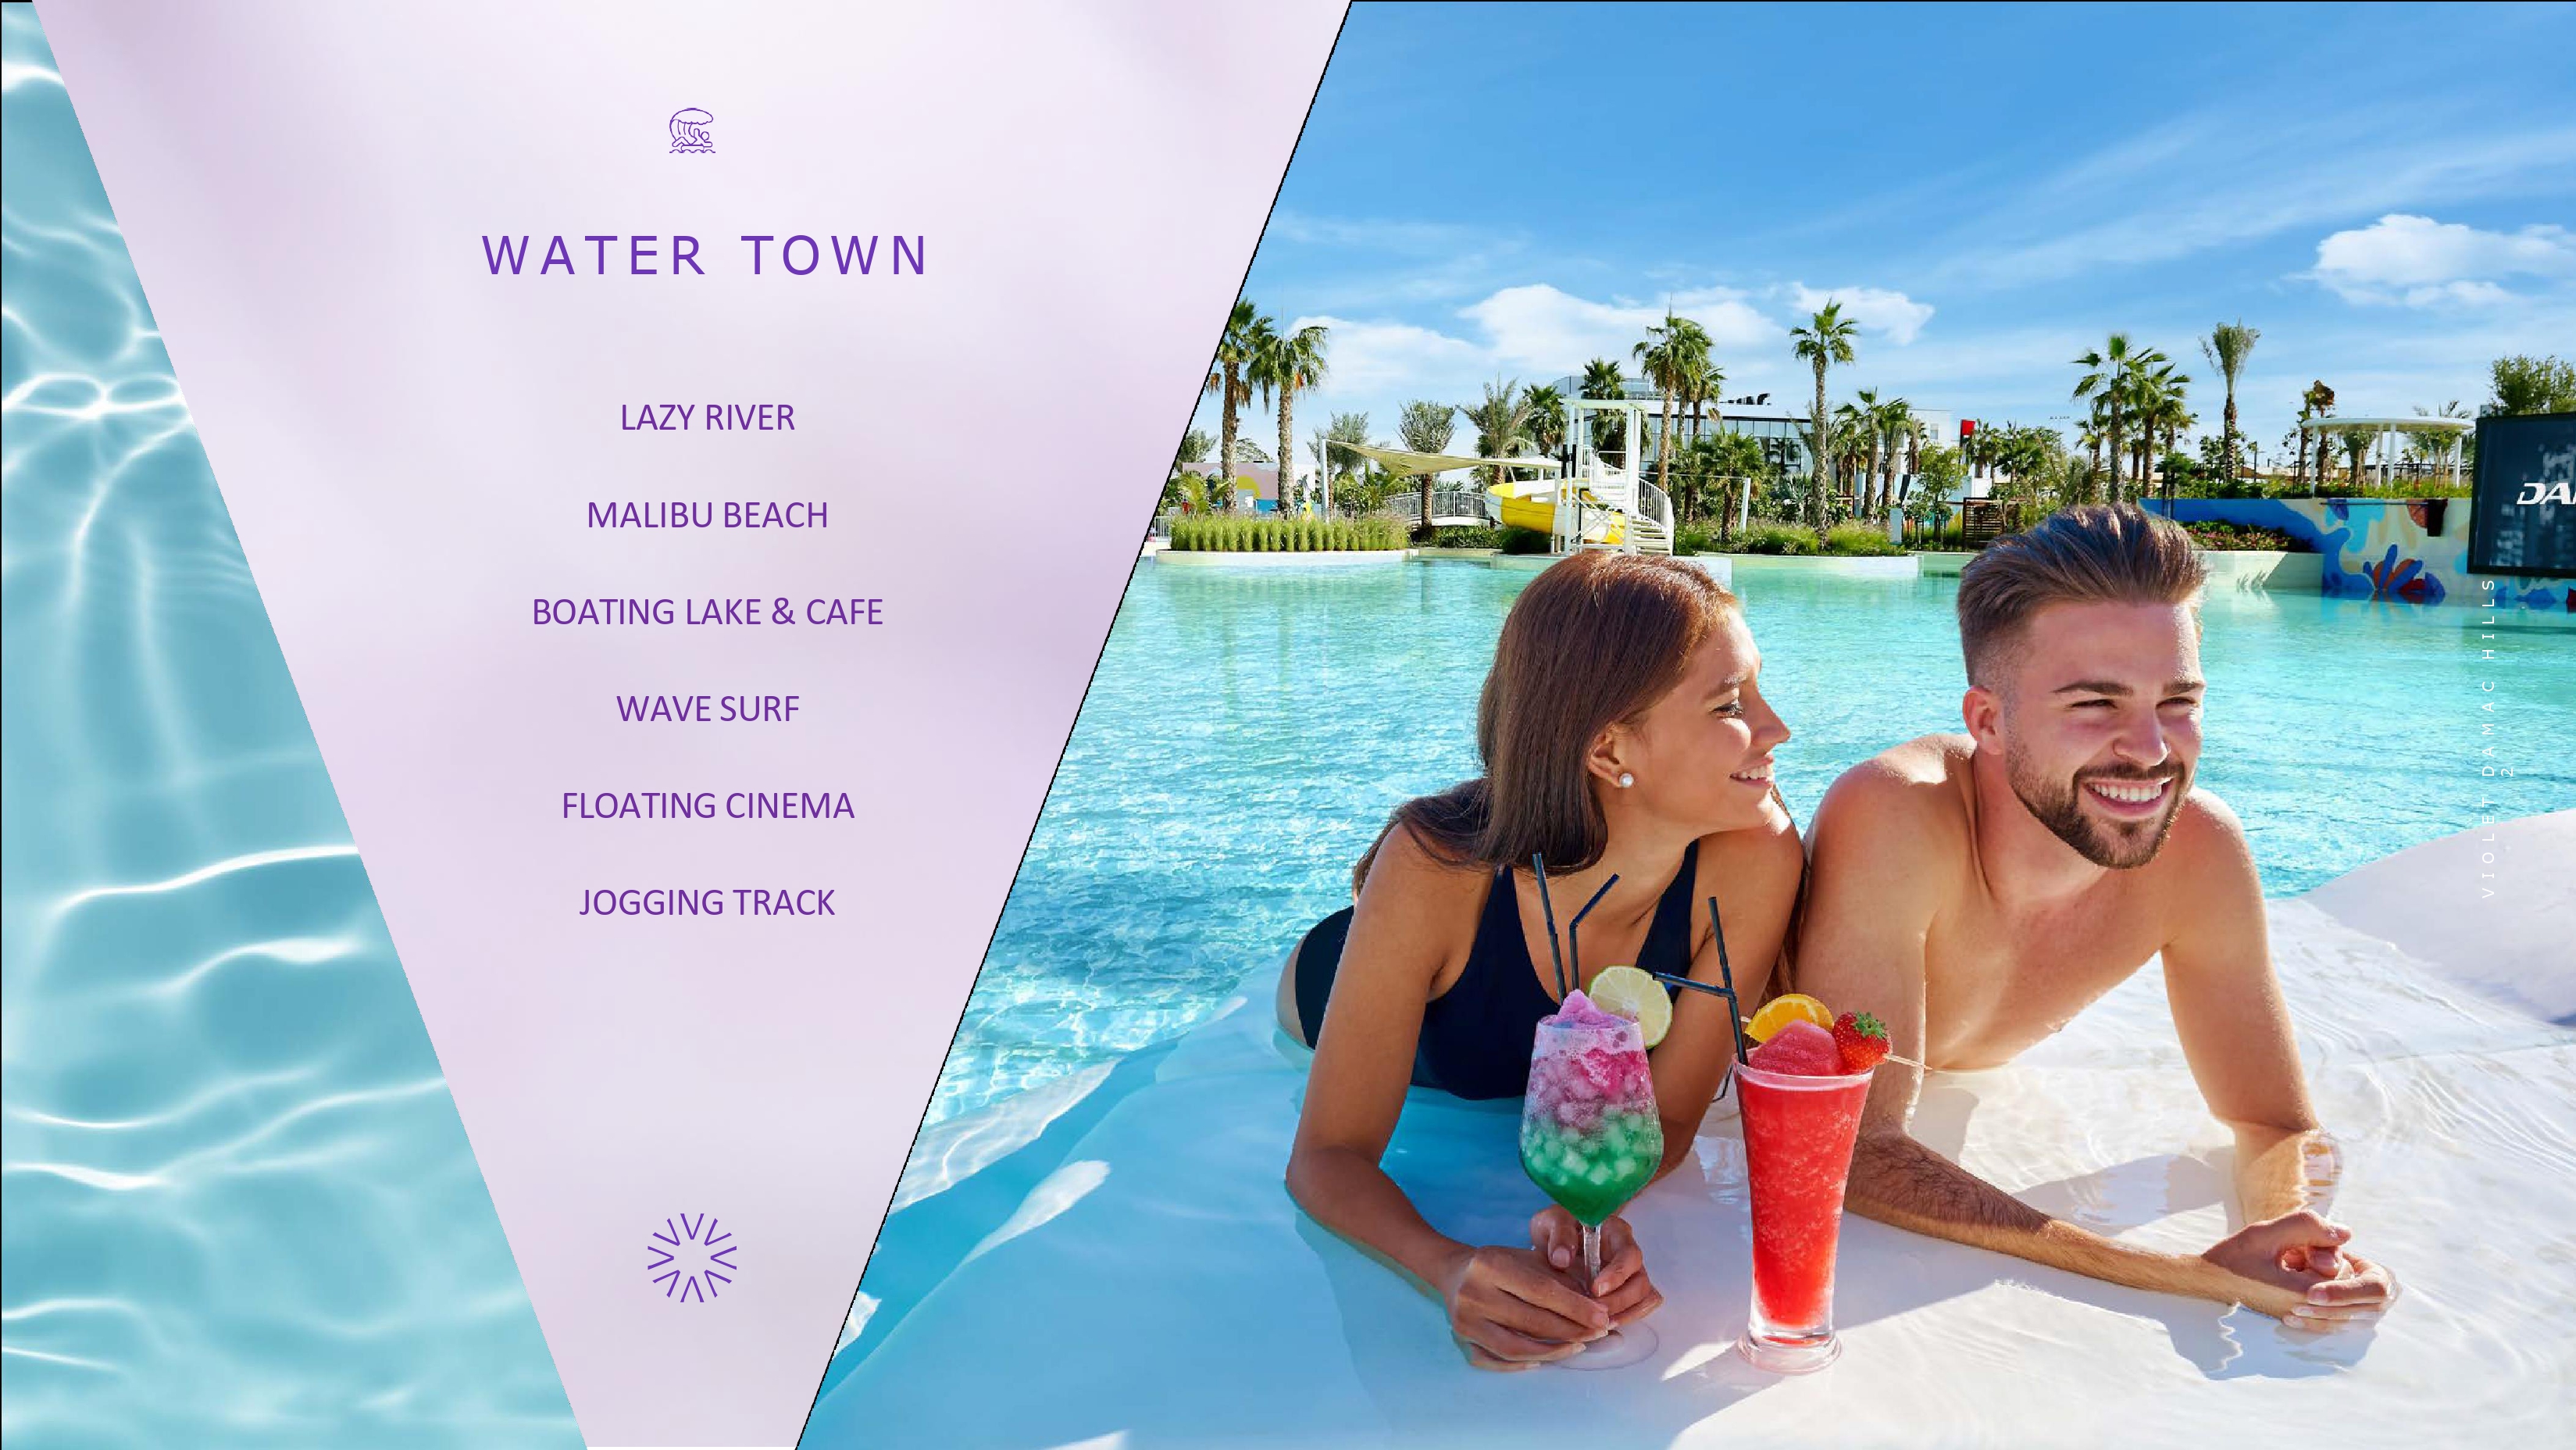 WATER TOWN
LAZY RIVER
MALIBU BEACH
BOATING LAKE & CAFE
WAVE SURF
FLOATING CINEMA
JOGGING TRACK
DA
VIOLET DAMAC HILLS
2